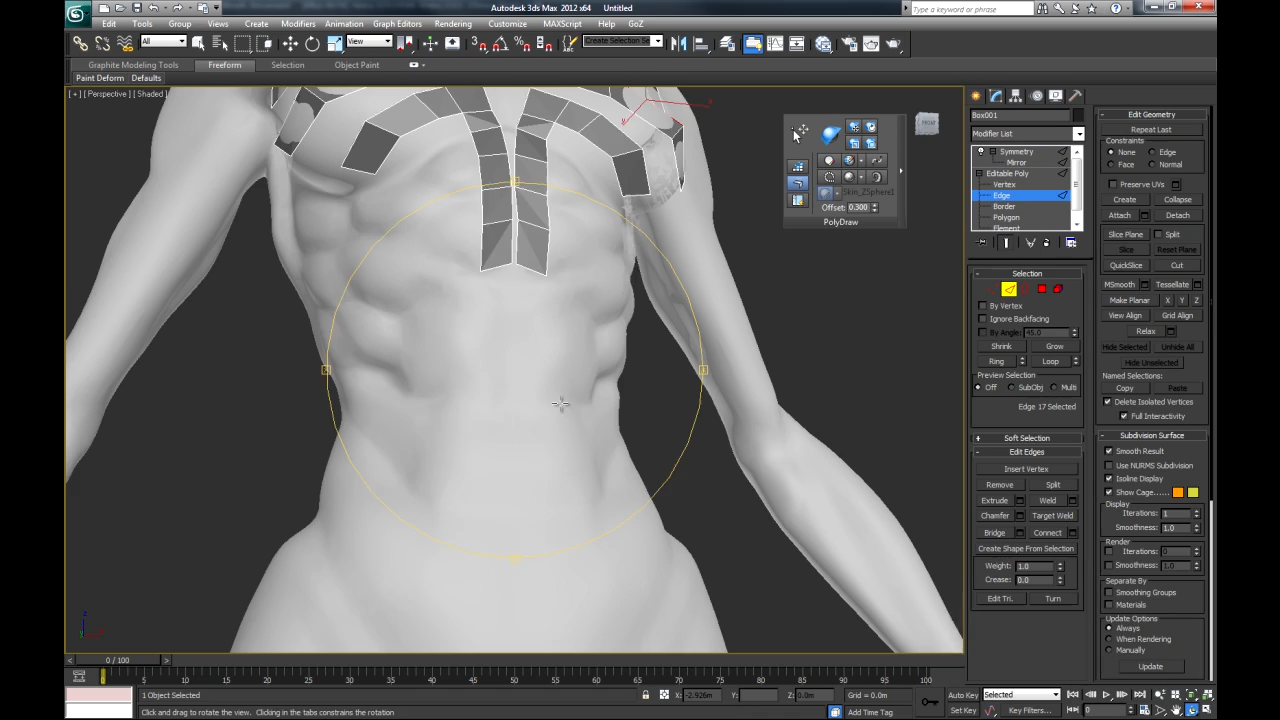 Autodesk 3ds Max 2012 x64 Untitled
Type a keyword or phrase
Edit Tools Group Views Create Modifiers Animation Graph Editors Rendering Customize MAXScript Help GoZ
All View Create Selection Se
Graphite Modeling Tools Freeform Selection Object Paint
Paint Deform Defaults
[ + ] [ Perspective ] [ Shaded ]
FRONT
Skin_ZSphere1
Offset: 0.300
PolyDraw
Box001
Modifier List
Symmetry
Mirror
Editable Poly
Vertex
Edge
Border
Polygon
Element
Selection
By Vertex
Ignore Backfacing
By Angle: 45.0
Shrink Grow
Ring Loop
Preview Selection
Off SubObj Multi
Edge 17 Selected
Soft Selection
Edit Edges
Insert Vertex
Remove Split
Extrude Weld
Chamfer Target Weld
Bridge Connect
Create Shape From Selection
Weight: 1.0
Crease: 0.0
Edit Tri. Turn
Edit Geometry
Repeat Last
Constraints
None Edge
Face Normal
Preserve UVs
Create Collapse
Attach Detach
Slice Plane Split
Slice Reset Plane
QuickSlice Cut
MSmooth Tessellate
Make Planar X Y Z
View Align Grid Align
Relax
Hide Selected Unhide All
Hide Unselected
Named Selections:
Copy Paste
Delete Isolated Vertices
Full Interactivity
Subdivision Surface
Smooth Result
Use NURMS Subdivision
Isoline Display
Show Cage......
Display
Iterations: 1
Smoothness: 1.0
Render
Iterations: 0
Smoothness: 1.0
Separate By
Smoothing Groups
Materials
Update Options
Always
When Rendering
Manually
Update
0 / 100
5 10 15 20 25 30 35 40 45 50 55 60 65 70 75 80 85 90 95 100
1 Object Selected X: -2.926m Y: Z: 0.0m Grid = 0.0m Auto Key Selected
Click and drag to rotate the view. Clicking in the tabs constrains the rotation Add Time Tag Set Key Key Filters... 0